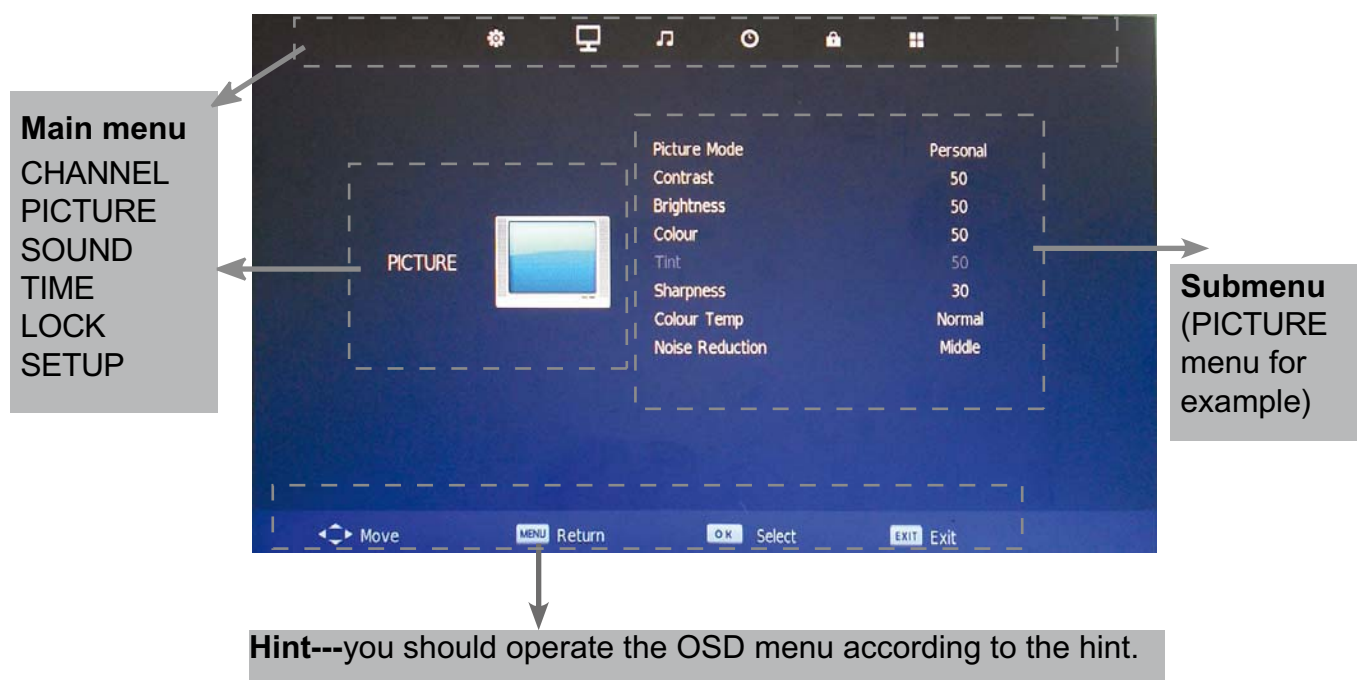 Main menu
CHANNEL
PICTURE
SOUND
TIME
LOCK
SETUP
PICTURE
Picture Mode Personal
Contrast 50
Brightness 50
Colour 50
Tint 50
Sharpness 30
Colour Temp Normal
Noise Reduction Middle
Submenu
(PICTURE
menu for
example)
Move MENU Return OK Select EXIT Exit
Hint---you should operate the OSD menu according to the hint.